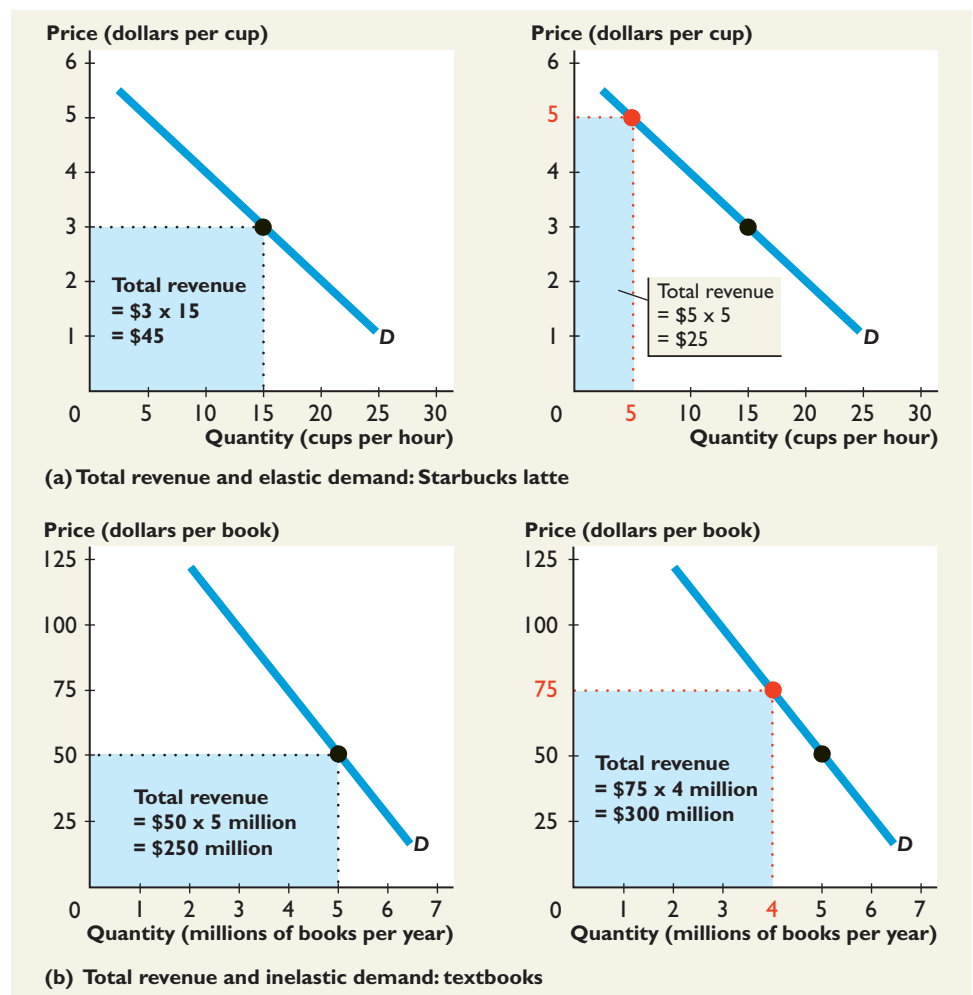 Price (dollars per cup)
6
5
4
3
2
1
0
Total revenue
= $3 x 15
= $45
D
5 10 15 20 25 30
Quantity (cups per hour)
Price (dollars per cup)
6
5
4
3
2
1
0
Total revenue
= $5 x 5
= $25
D
5 10 15 20 25 30
Quantity (cups per hour)
(a) Total revenue and elastic demand: Starbucks latte
Price (dollars per book)
125
100
75
50
25
0
Total revenue
= $50 x 5 million
= $250 million
D
1 2 3 4 5 6 7
Quantity (millions of books per year)
Price (dollars per book)
125
100
75
50
25
0
Total revenue
= $75 x 4 million
= $300 million
D
1 2 3 4 5 6 7
Quantity (millions of books per year)
(b) Total revenue and inelastic demand: textbooks